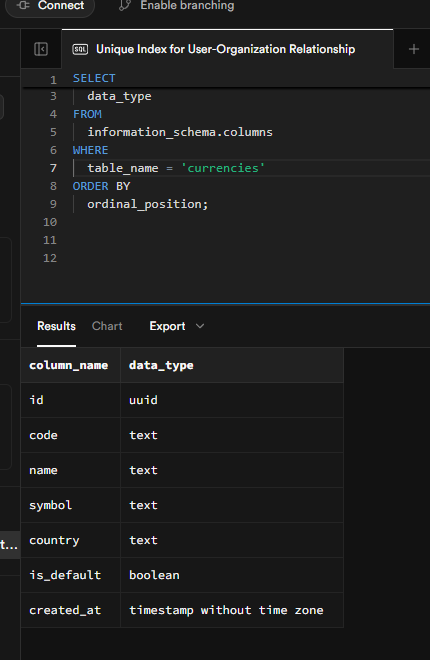 Connect Enable branching
SQL Unique Index for User-Organization Relationship
1 SELECT
3 data_type
4 FROM
5 information_schema.columns
6 WHERE
7 table_name = 'currencies'
8 ORDER BY
9 ordinal_position;
10
11
12
Results Chart Export
column_name data_type
id uuid
code text
name text
symbol text
country text
t... is_default boolean
created_at timestamp without time zone